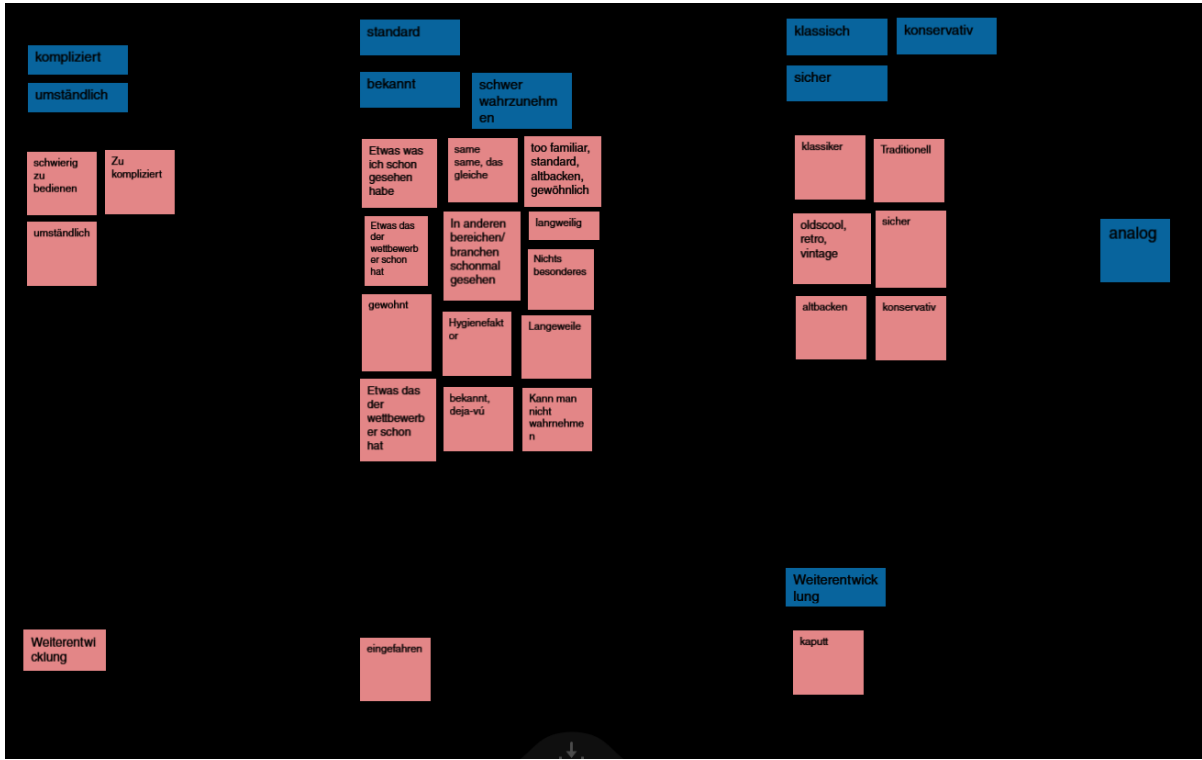 kompliziert
umständlich
schwierig
zu
bedienen
Zu
kompliziert
umständlich
standard
bekannt
schwer
wahrzunehm
en
Etwas was
ich schon
gesehen
habe
same
same, das
gleiche
too familiar,
standard,
altbacken,
gewöhnlich
Etwas das
der
wettbewerb
er schon
hat
In anderen
bereichen/
branchen
schonmal
gesehen
langweilig
Nichts
besonderes
gewohnt
Hygienefakt
or
Langeweile
Etwas das
der
wettbewerb
er schon
hat
bekannt,
deja-vú
Kann man
nicht
wahrnehme
n
klassisch
konservativ
sicher
klassiker
Traditionell
oldscool,
retro,
vintage
sicher
altbacken
konservativ
analog
Weiterentwi
cklung
eingefahren
Weiterentwick
lung
kaputt